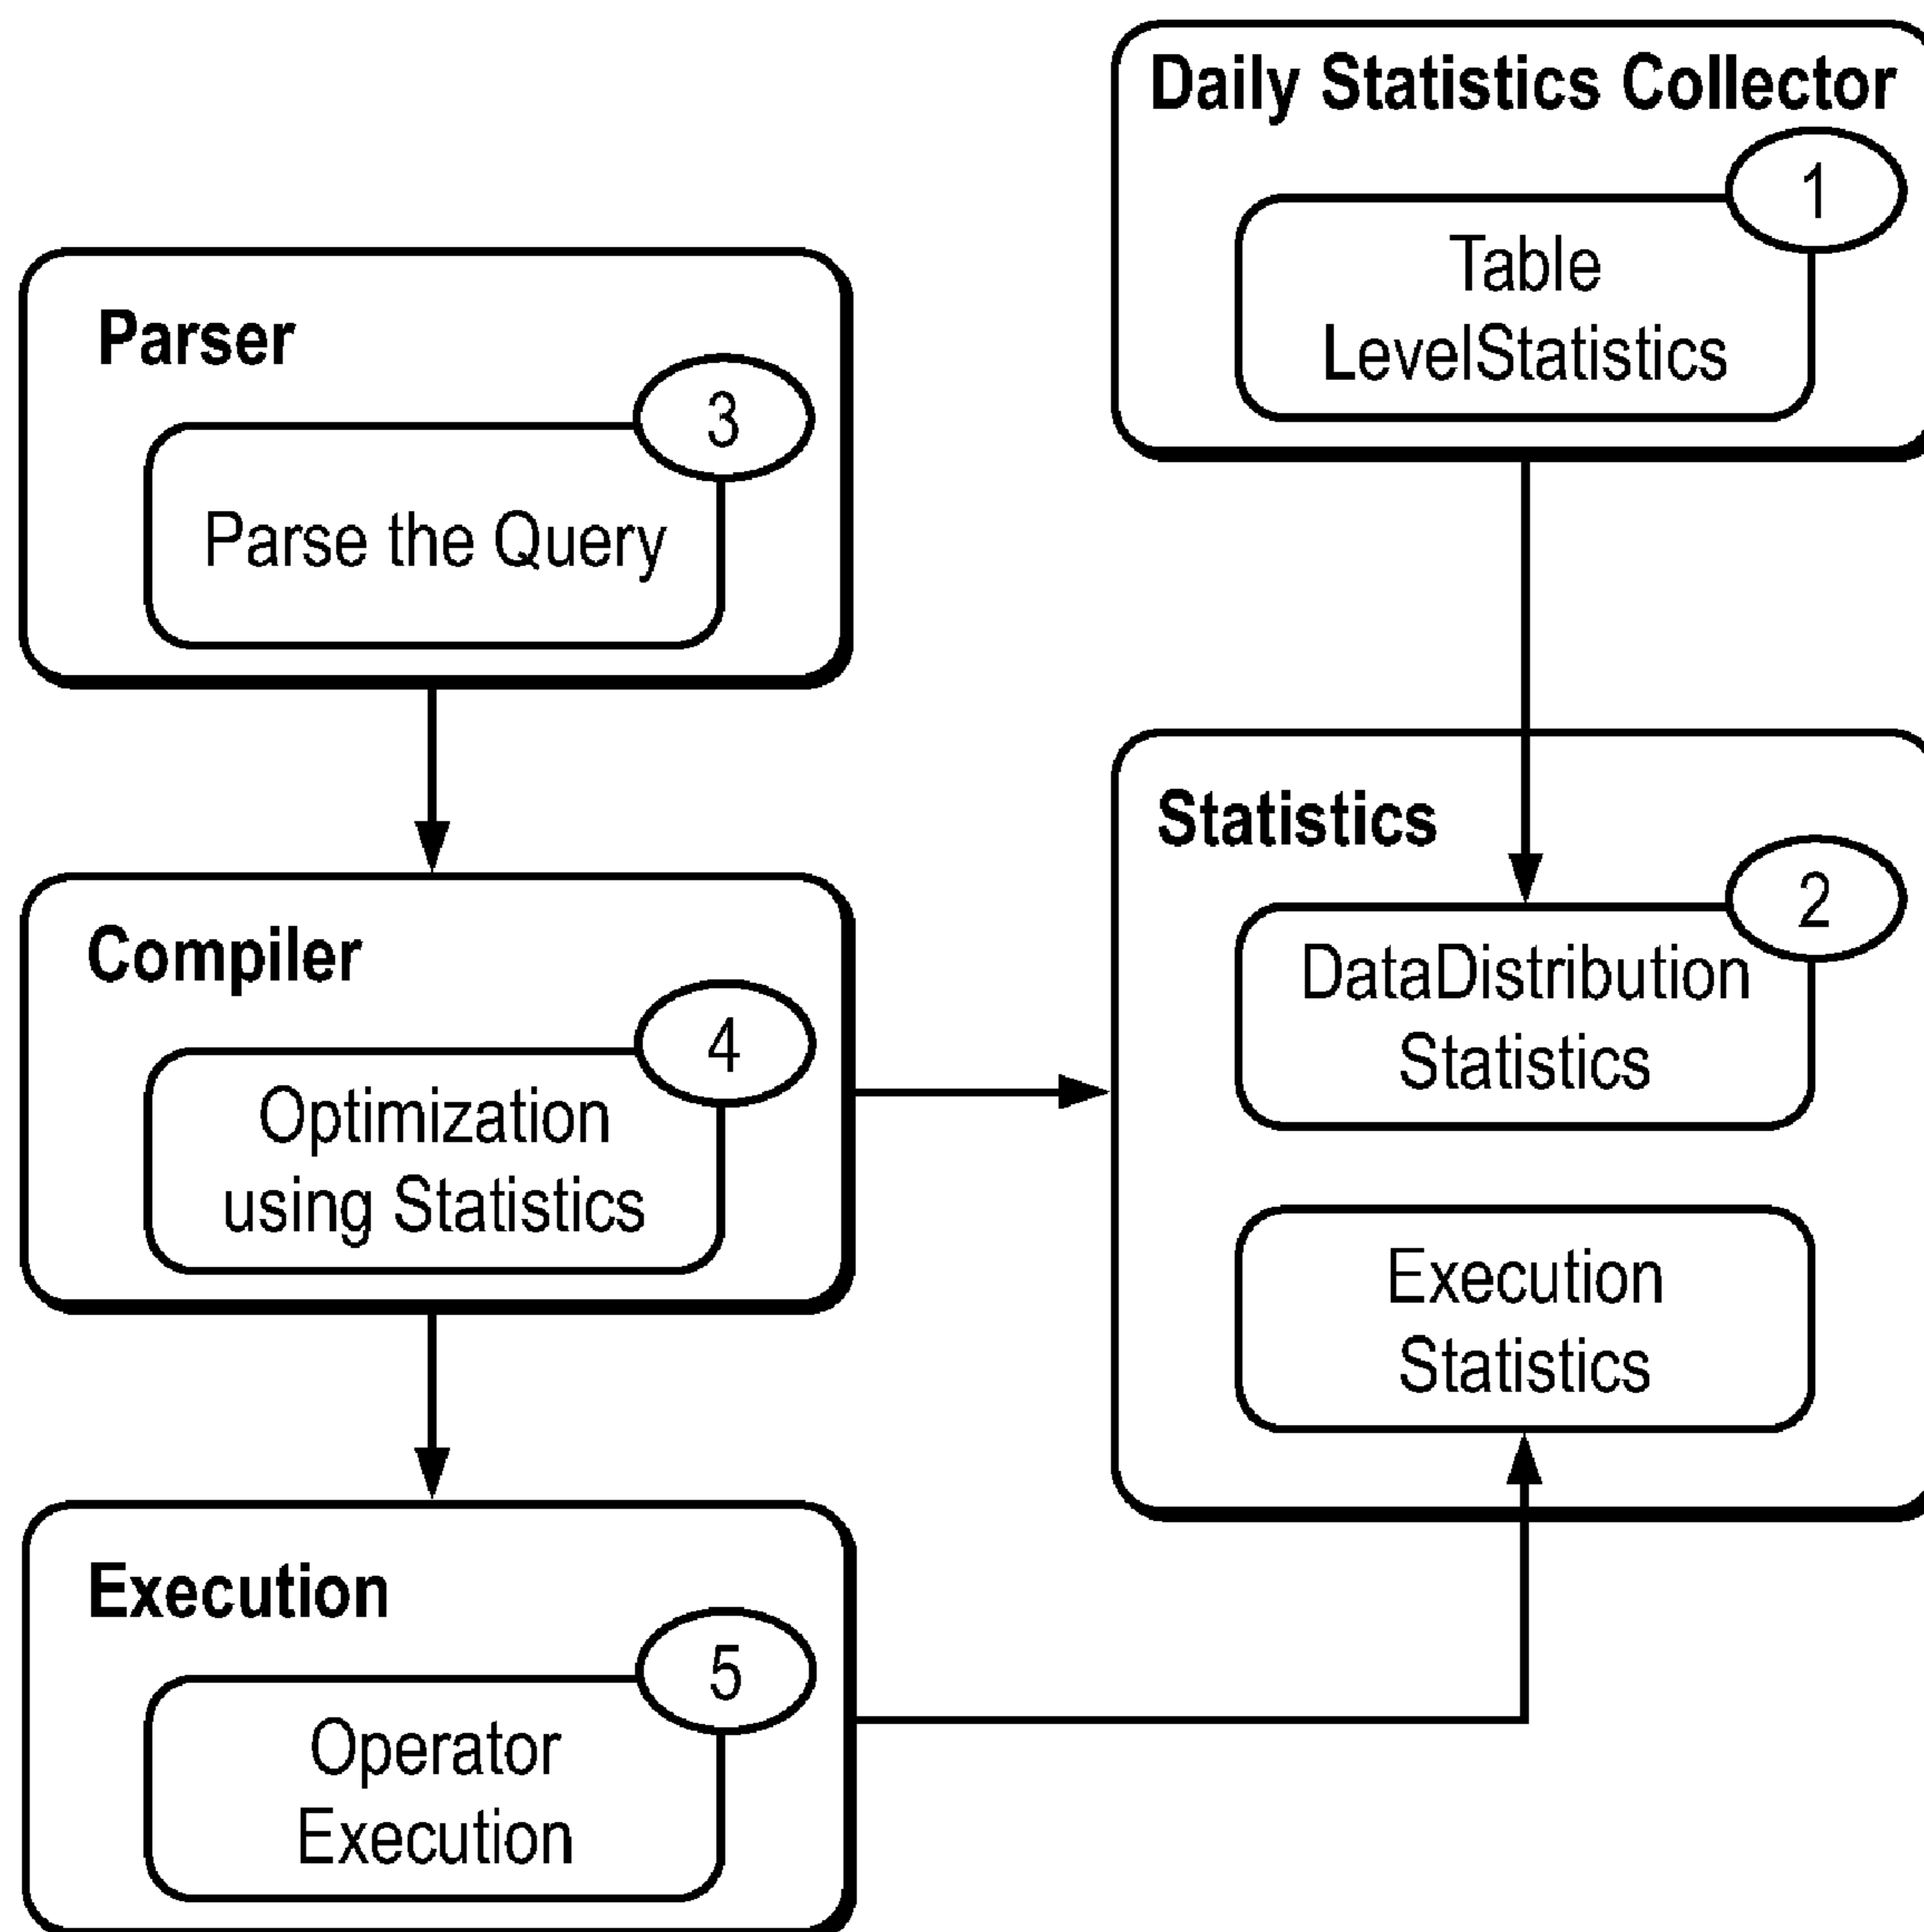 Daily Statistics Collector
1
Table
LevelStatistics
Parser
3
Parse the Query
Statistics
2
DataDistribution
Statistics
Execution
Statistics
Compiler
4
Optimization
using Statistics
Execution
5
Operator
Execution